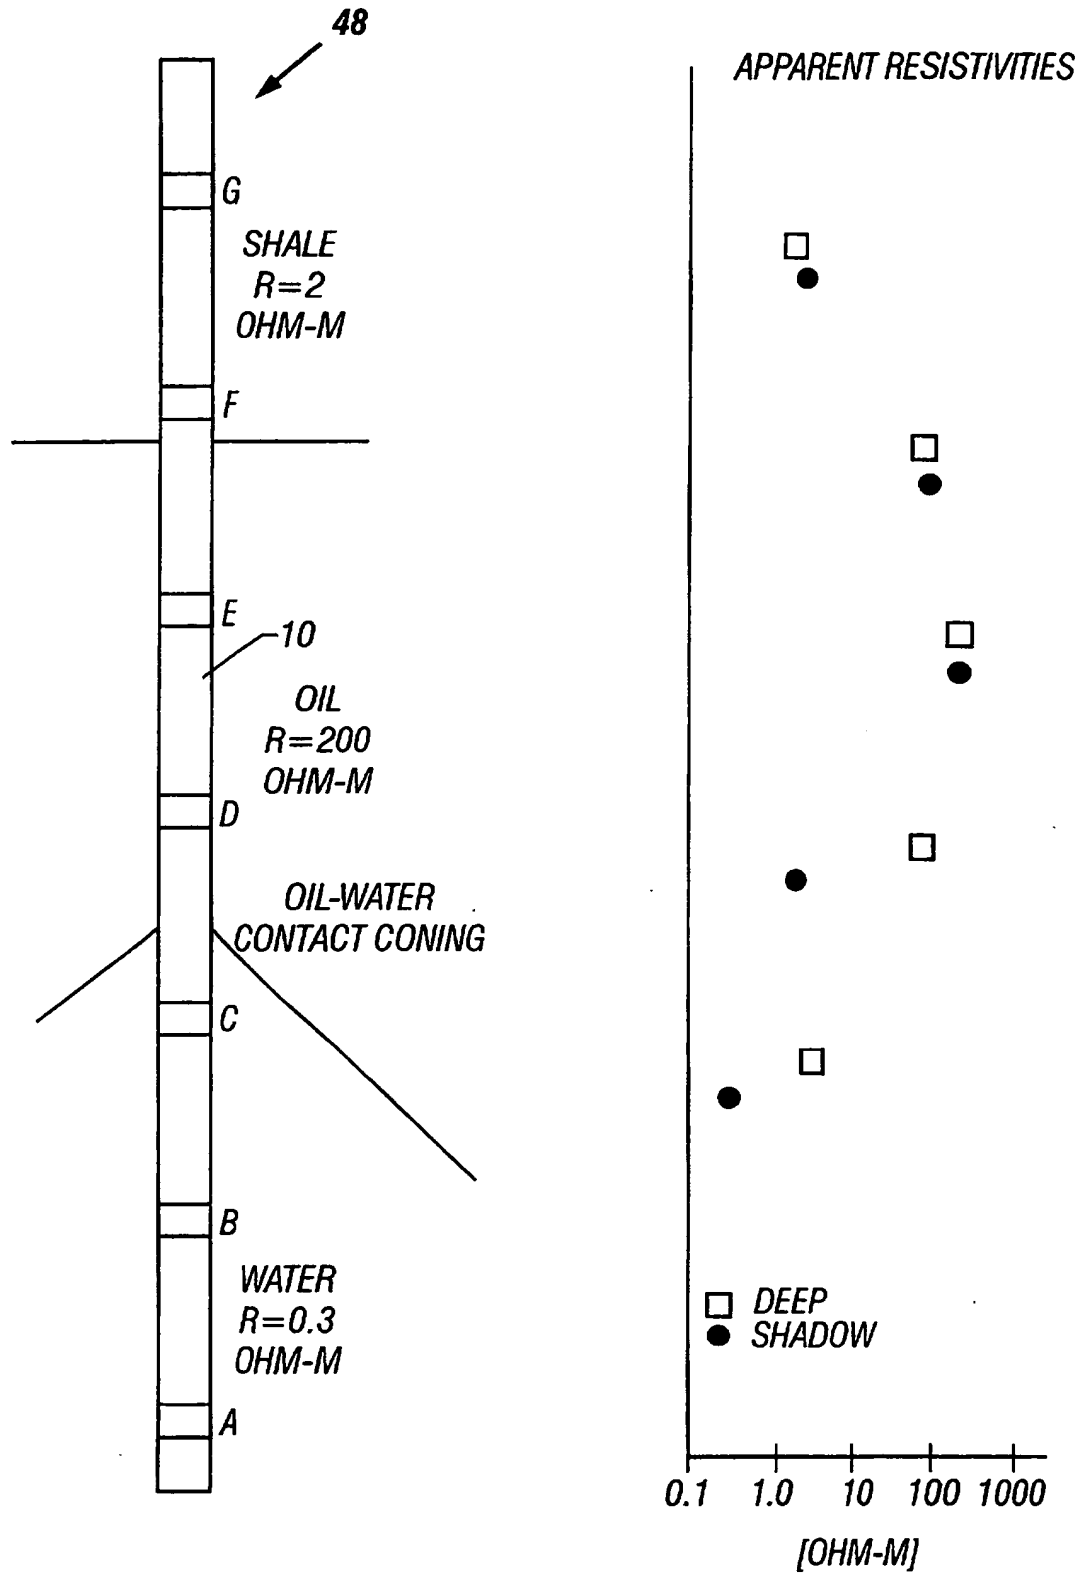 48
APPARENT RESISTIVITIES
G
SHALE
R=2
OHM-M
F
E
10
OIL
R=200
OHM-M
D
OIL-WATER
CONTACT CONING
C
B
WATER
R=0.3
OHM-M
A
DEEP
SHADOW
0.1 1.0 10 100 1000
[OHM-M]